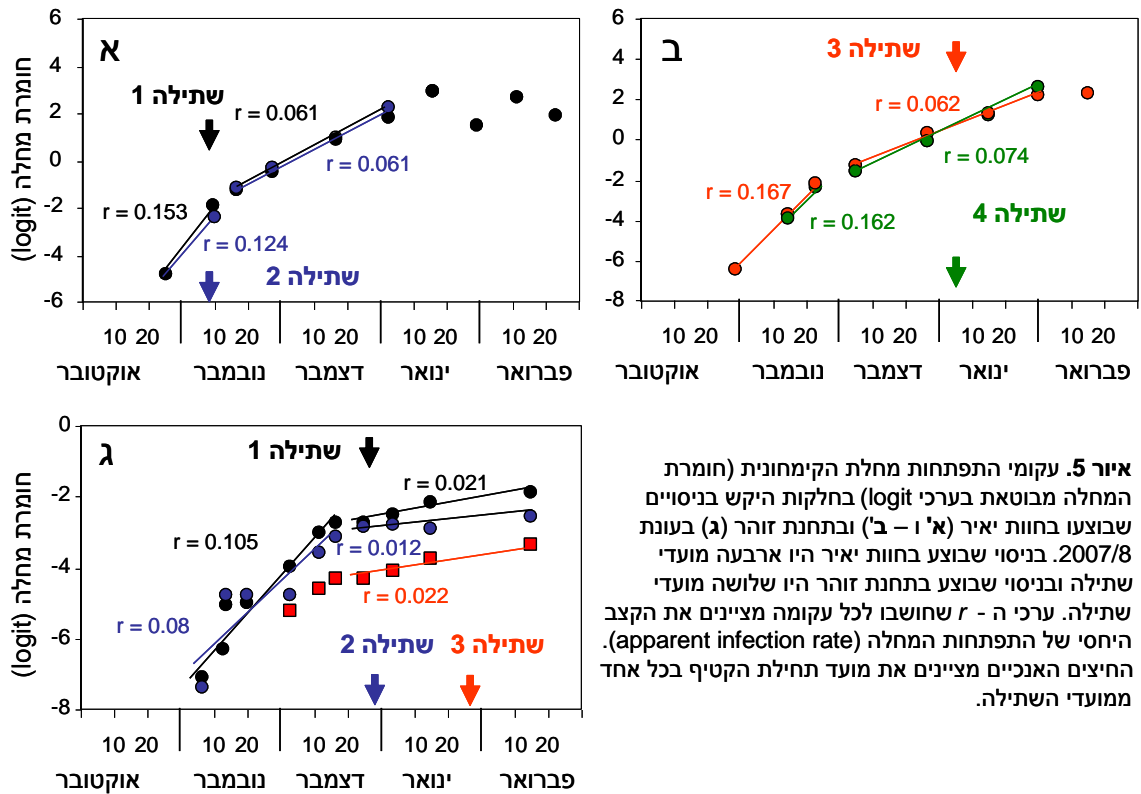 א
חומרת מחלה (logit)
6
4
2
0
-2
-4
-6
שתילה 1
r = 0.061
r = 0.061
r = 0.153
r = 0.124
שתילה 2
10 20 10 20 10 20 10 20 10 20
אוקטובר נובמבר דצמבר ינואר פברואר
ב
6
4
2
0
-2
-4
-6
-8
שתילה 3
r = 0.062
r = 0.074
r = 0.167
r = 0.162
שתילה 4
10 20 10 20 10 20 10 20 10 20
אוקטובר נובמבר דצמבר ינואר פברואר
ג
חומרת מחלה (logit)
0
-2
-4
-6
-8
שתילה 1
r = 0.021
r = 0.105
r = 0.012
r = 0.022
r = 0.08
שתילה 2 שתילה 3
10 20 10 20 10 20 10 20 10 20
אוקטובר נובמבר דצמבר ינואר פברואר
איור 5. עקומי התפתחות מחלת הקימחונית (חומרת
המחלה מבוטאת בערכי logit) בחלקות היקש בניסויים
שבוצעו בחוות יאיר (א' ו – ב') ובתחנת זוהר (ג) בעונת
2007/8. בניסוי שבוצע בחוות יאיר היו ארבעה מועדי
שתילה ובניסוי שבוצע בתחנת זוהר היו שלושה מועדי
שתילה. ערכי ה - r שחושבו לכל עקומה מציינים את הקצב
היחסי של התפתחות המחלה (apparent infection rate).
החיצים האנכיים מציינים את מועד תחילת הקטיף בכל אחד
ממועדי השתילה.